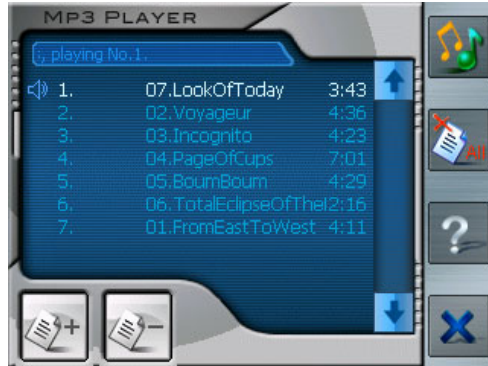 MP3 PLAYER
playing No.1.
1. 07.LookOfToday 3:43
2. 02.Voyageur 4:36
3. 03.Incognito 4:23
4. 04.PageOfCups 7:01
5. 05.BoumBoum 4:29
6. 06.TotalEclipseOfThe 2:16
7. 01.FromEastToWest 4:11
All